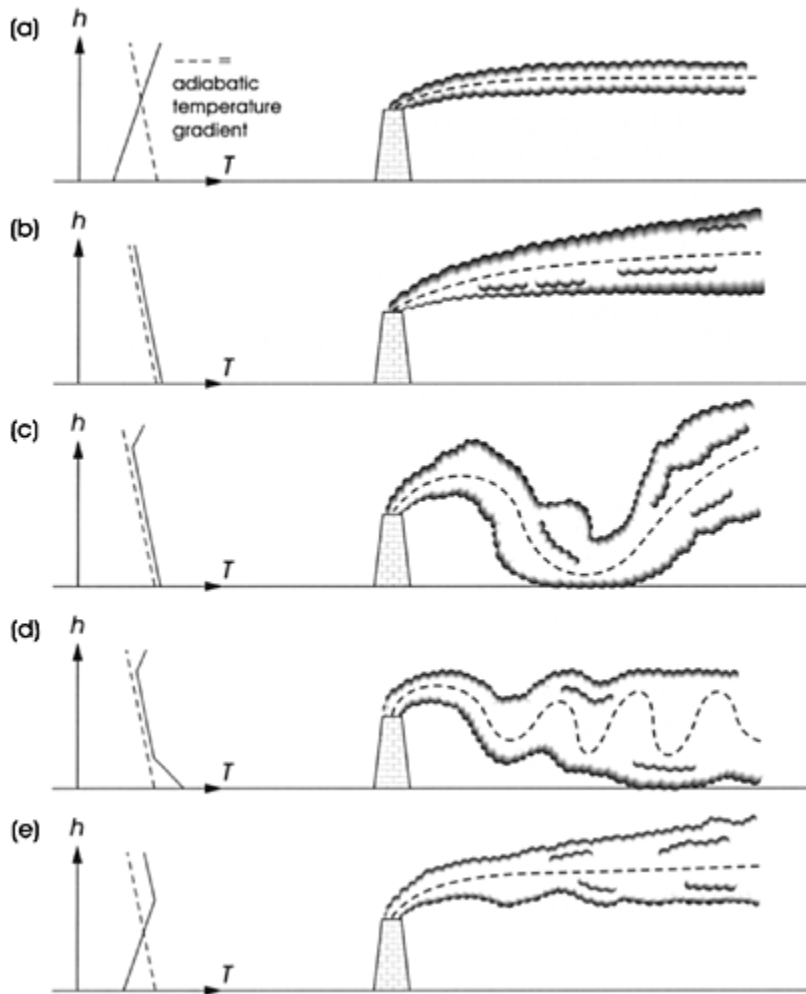 (a)
h
--- =
adiabatic
temperature
gradient
T
(b)
h
T
(c)
h
T
(d)
h
T
(e)
h
T